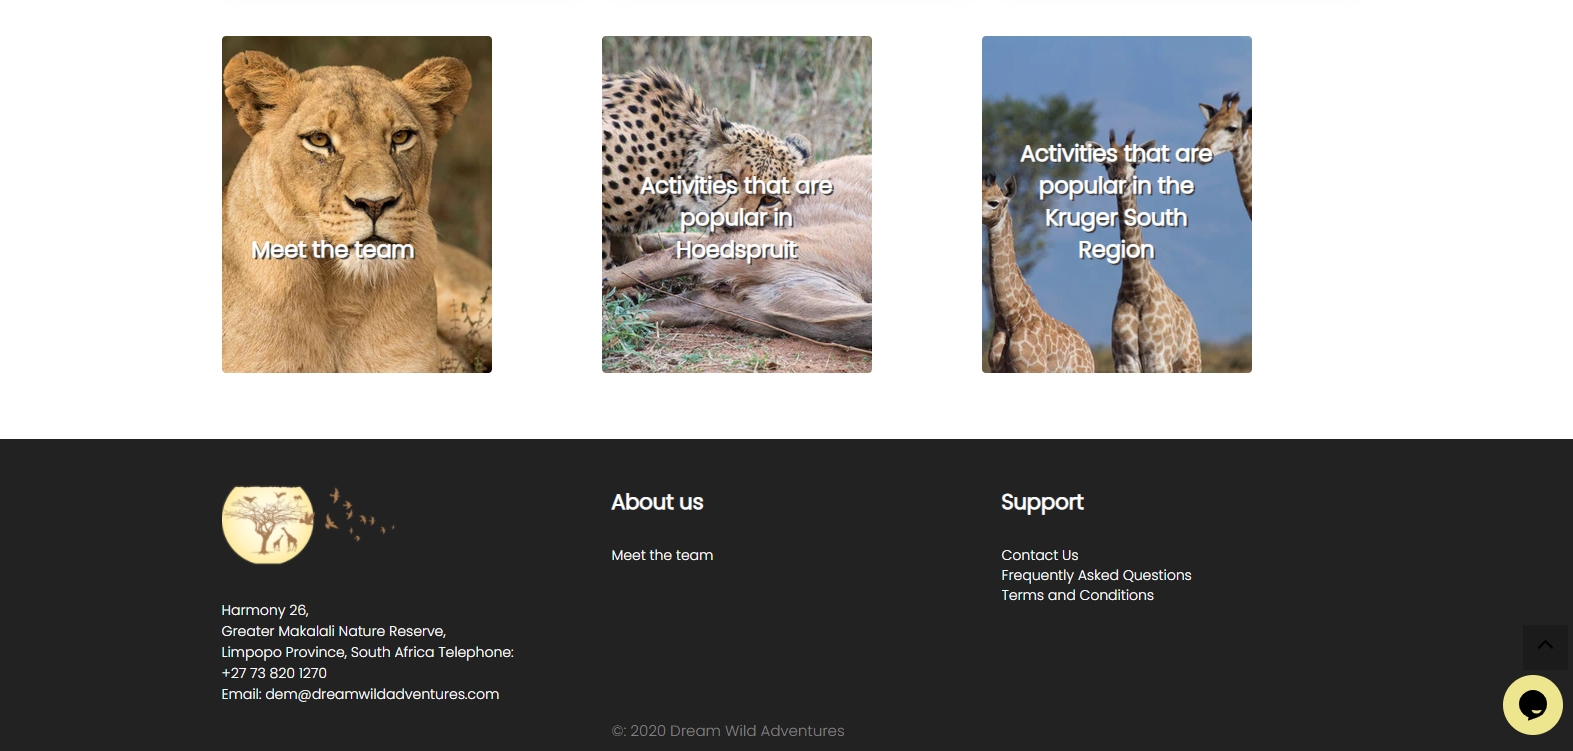 Meet the team
Activities that are
popular in
Hoedspruit
Activities that are
popular in the
Kruger South
Region
Harmony 26,
Greater Makalali Nature Reserve,
Limpopo Province, South Africa Telephone:
+27 73 820 1270
Email: dem@dreamwildadventures.com
About us
Meet the team
Support
Contact Us
Frequently Asked Questions
Terms and Conditions
©: 2020 Dream Wild Adventures